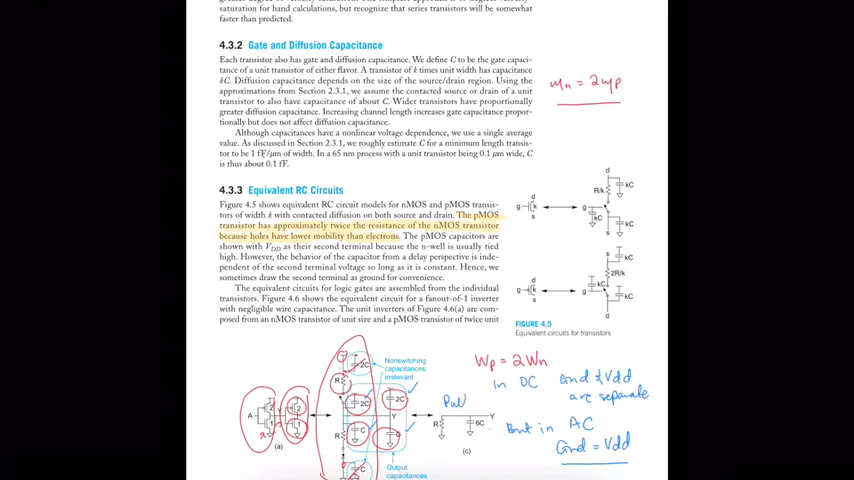 saturation for hand calculations, but recognize that series transistors will be somewhat
faster than predicted.
4.3.2 Gate and Diffusion Capacitance
Each transistor also has gate and diffusion capacitance. We define C to be the gate capaci-
tance of a unit transistor of either flavor. A transistor of k times unit width has capacitance
kC. Diffusion capacitance depends on the size of the source/drain region. Using the
approximations from Section 2.3.1, we assume the contacted source or drain of a unit
transistor to also have capacitance of about C. Wider transistors have proportionally
greater diffusion capacitance. Increasing channel length increases gate capacitance propor-
tionally but does not affect diffusion capacitance.
Although capacitances have a nonlinear voltage dependence, we use a single average
value. As discussed in Section 2.3.1, we roughly estimate C for a minimum length transis-
tor to be 1 fF/μm of width. In a 65 nm process with a unit transistor being 0.1 μm wide, C
is thus about 0.1 fF.
4.3.3 Equivalent RC Circuits
Figure 4.5 shows equivalent RC circuit models for nMOS and pMOS transis-
tors of width k with contacted diffusion on both source and drain. The pMOS
transistor has approximately twice the resistance of the nMOS transistor
because holes have lower mobility than electrons. The pMOS capacitors are
shown with VDD as their second terminal because the n-well is usually tied
high. However, the behavior of the capacitor from a delay perspective is inde-
pendent of the second terminal voltage so long as it is constant. Hence, we
sometimes draw the second terminal as ground for convenience.
The equivalent circuits for logic gates are assembled from the individual
transistors. Figure 4.6 shows the equivalent circuit for a fanout-of-1 inverter
with negligible wire capacitance. The unit inverters of Figure 4.6(a) are com-
posed from an nMOS transistor of unit size and a pMOS transistor of twice unit
μn = 2μp
d
R/k
kC
d
g
k
s
g
kC
kC
s
s
kC
d
g
k
s
g
kC
2R/k
kC
d
FIGURE 4.5
Equivalent circuits for transistors
Wp = 2Wn
in DC Gnd & Vdd
are separate
But in AC
Gnd = Vdd
Nonswitching
capacitances:
irrelevant
2C
R
2C
2C
A
2
2
1
1
Y
C
R
C
(a)
Output
capacitances
R
Y
6C
(c)